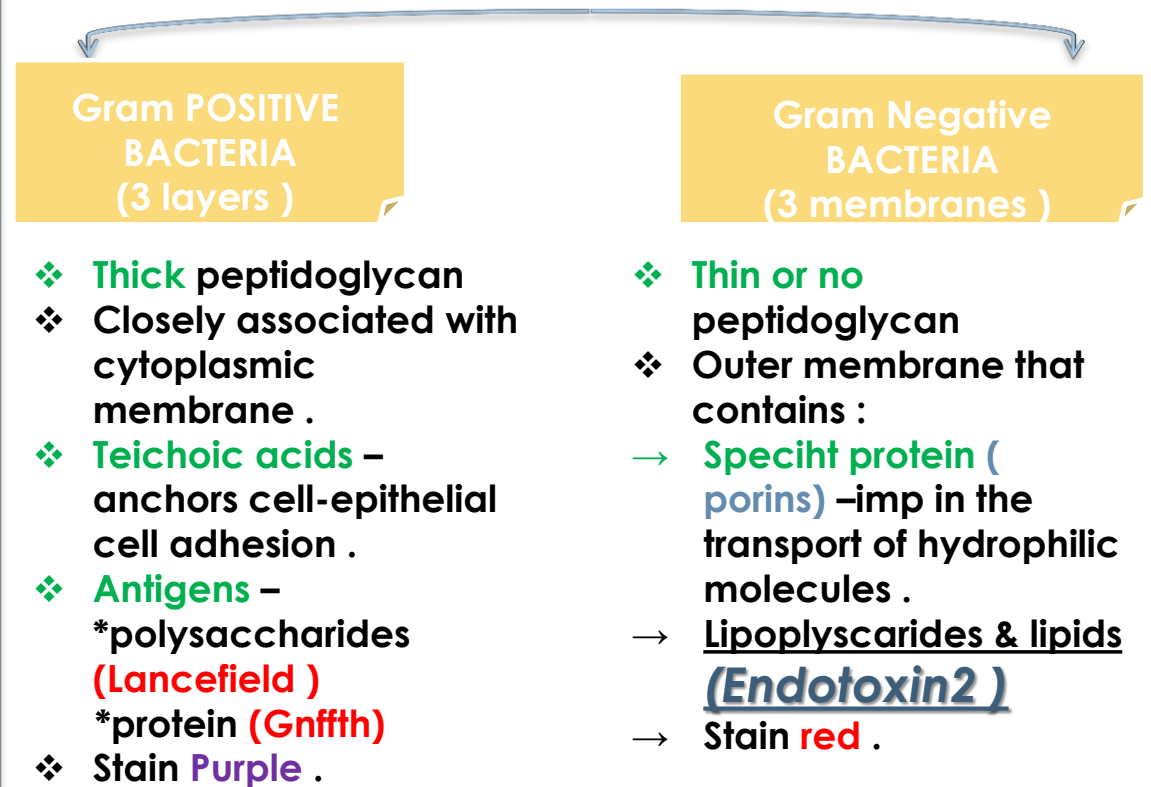 Gram POSITIVE
BACTERIA
(3 layers )
❖ Thick peptidoglycan
❖ Closely associated with
cytoplasmic
membrane .
❖ Teichoic acids –
anchors cell-epithelial
cell adhesion .
❖ Antigens –
*polysaccharides
(Lancefield )
*protein (Gnffth)
❖ Stain Purple .
Gram Negative
BACTERIA
(3 membranes )
❖ Thin or no
peptidoglycan
❖ Outer membrane that
contains :
→ Speciht protein (
porins) –imp in the
transport of hydrophilic
molecules .
→ Lipoplyscarides & lipids
(Endotoxin2 )
→ Stain red .